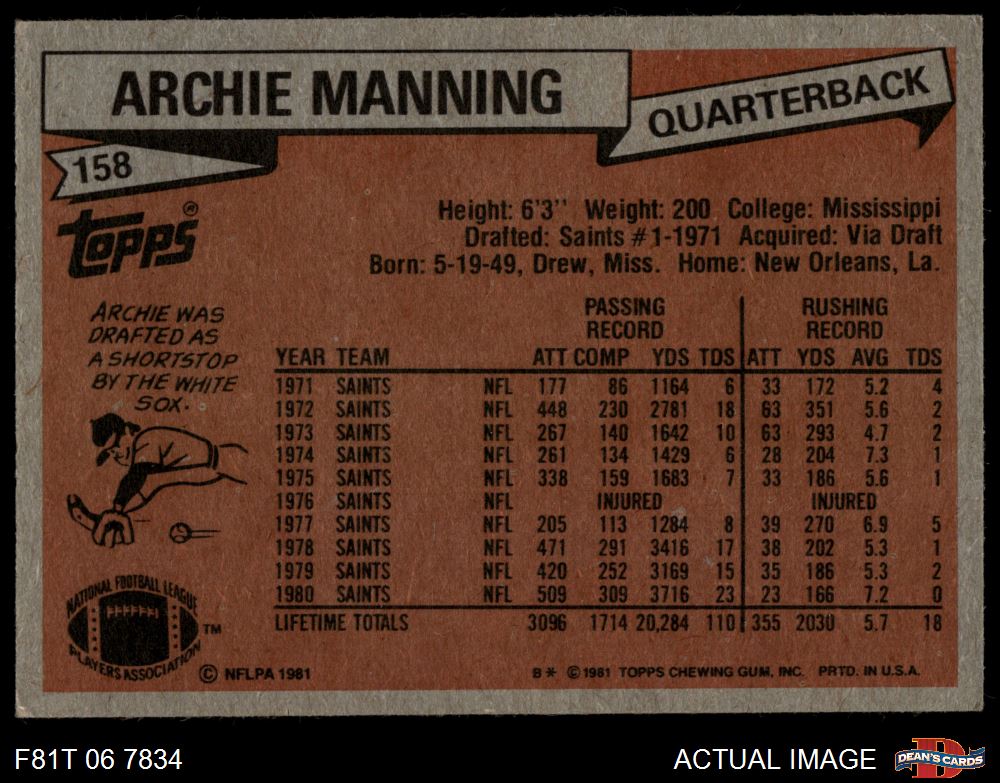 ARCHIE MANNING
QUARTERBACK
158
TOPPS®
Height: 6'3'' Weight: 200 College: Mississippi
Drafted: Saints #1-1971 Acquired: Via Draft
Born: 5-19-49, Drew, Miss. Home: New Orleans, La.
ARCHIE WAS
DRAFTED AS
A SHORTSTOP
BY THE WHITE
SOX.
PASSING RUSHING
RECORD RECORD
YEAR TEAM ATT COMP YDS TDS ATT YDS AVG TDS
1971 SAINTS NFL 177 86 1164 6 33 172 5.2 4
1972 SAINTS NFL 448 230 2781 18 63 351 5.6 2
1973 SAINTS NFL 267 140 1642 10 63 293 4.7 2
1974 SAINTS NFL 261 134 1429 6 28 204 7.3 1
1975 SAINTS NFL 338 159 1683 7 33 186 5.6 1
1976 SAINTS NFL INJURED INJURED
1977 SAINTS NFL 205 113 1284 8 39 270 6.9 5
1978 SAINTS NFL 471 291 3416 17 38 202 5.3 1
1979 SAINTS NFL 420 252 3169 15 35 186 5.3 2
1980 SAINTS NFL 509 309 3716 23 23 166 7.2 0
LIFETIME TOTALS 3096 1714 20,284 110 355 2030 5.7 18
NATIONAL FOOTBALL LEAGUE
PLAYERS ASSOCIATION
TM
© NFLPA 1981
B* © 1981 TOPPS CHEWING GUM, INC. PRTD. IN U.S.A.
F81T 06 7834
ACTUAL IMAGE
D
DEAN'S CARDS